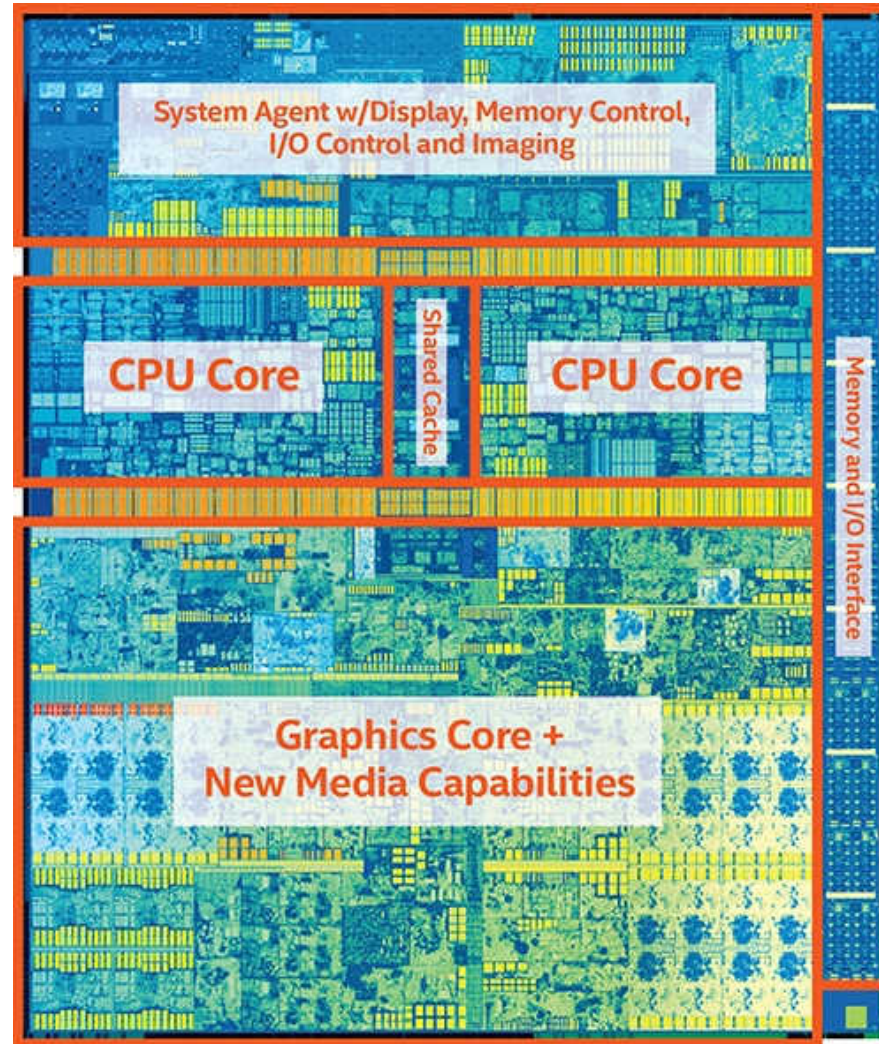 System Agent w/Display, Memory Control,
I/O Control and Imaging
CPU Core
Shared Cache
CPU Core
Memory and I/O Interface
Graphics Core +
New Media Capabilities